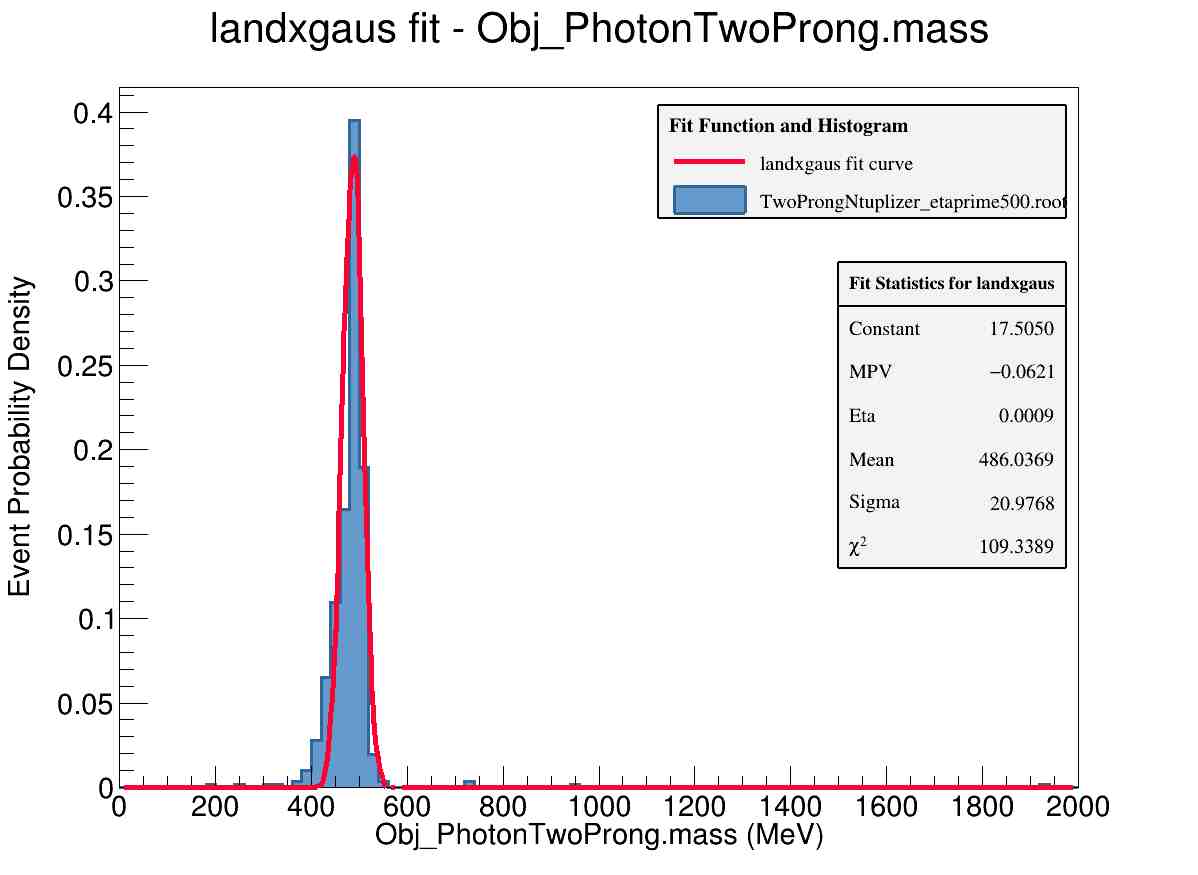 landxgaus fit - Obj_PhotonTwoProng.mass
Fit Function and Histogram
landxgaus fit curve
TwoProngNtuplizer_etaprime500.root
Fit Statistics for landxgaus
Constant 17.5050
MPV −0.0621
Eta 0.0009
Mean 486.0369
Sigma 20.9768
χ² 109.3389
Event Probability Density
0.4
0.35
0.3
0.25
0.2
0.15
0.1
0.05
0
0 200 400 600 800 1000 1200 1400 1600 1800 2000
Obj_PhotonTwoProng.mass (MeV)